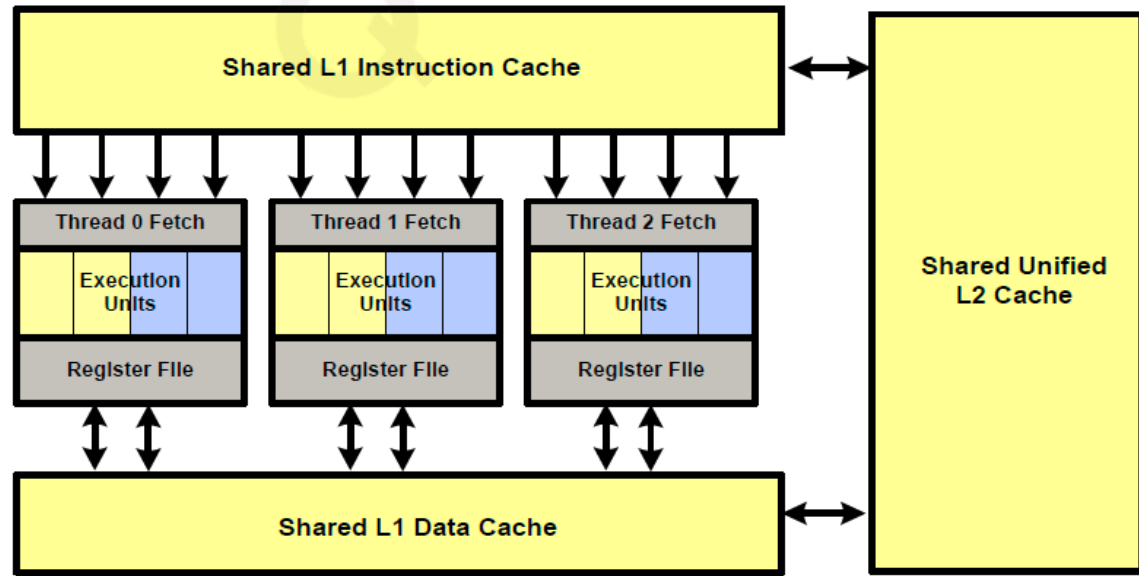 Shared L1 Instruction Cache
Thread 0 Fetch
Thread 1 Fetch
Thread 2 Fetch
Execution
Units
Execution
Units
Execution
Units
Register File
Register File
Register File
Shared L1 Data Cache
Shared Unified
L2 Cache